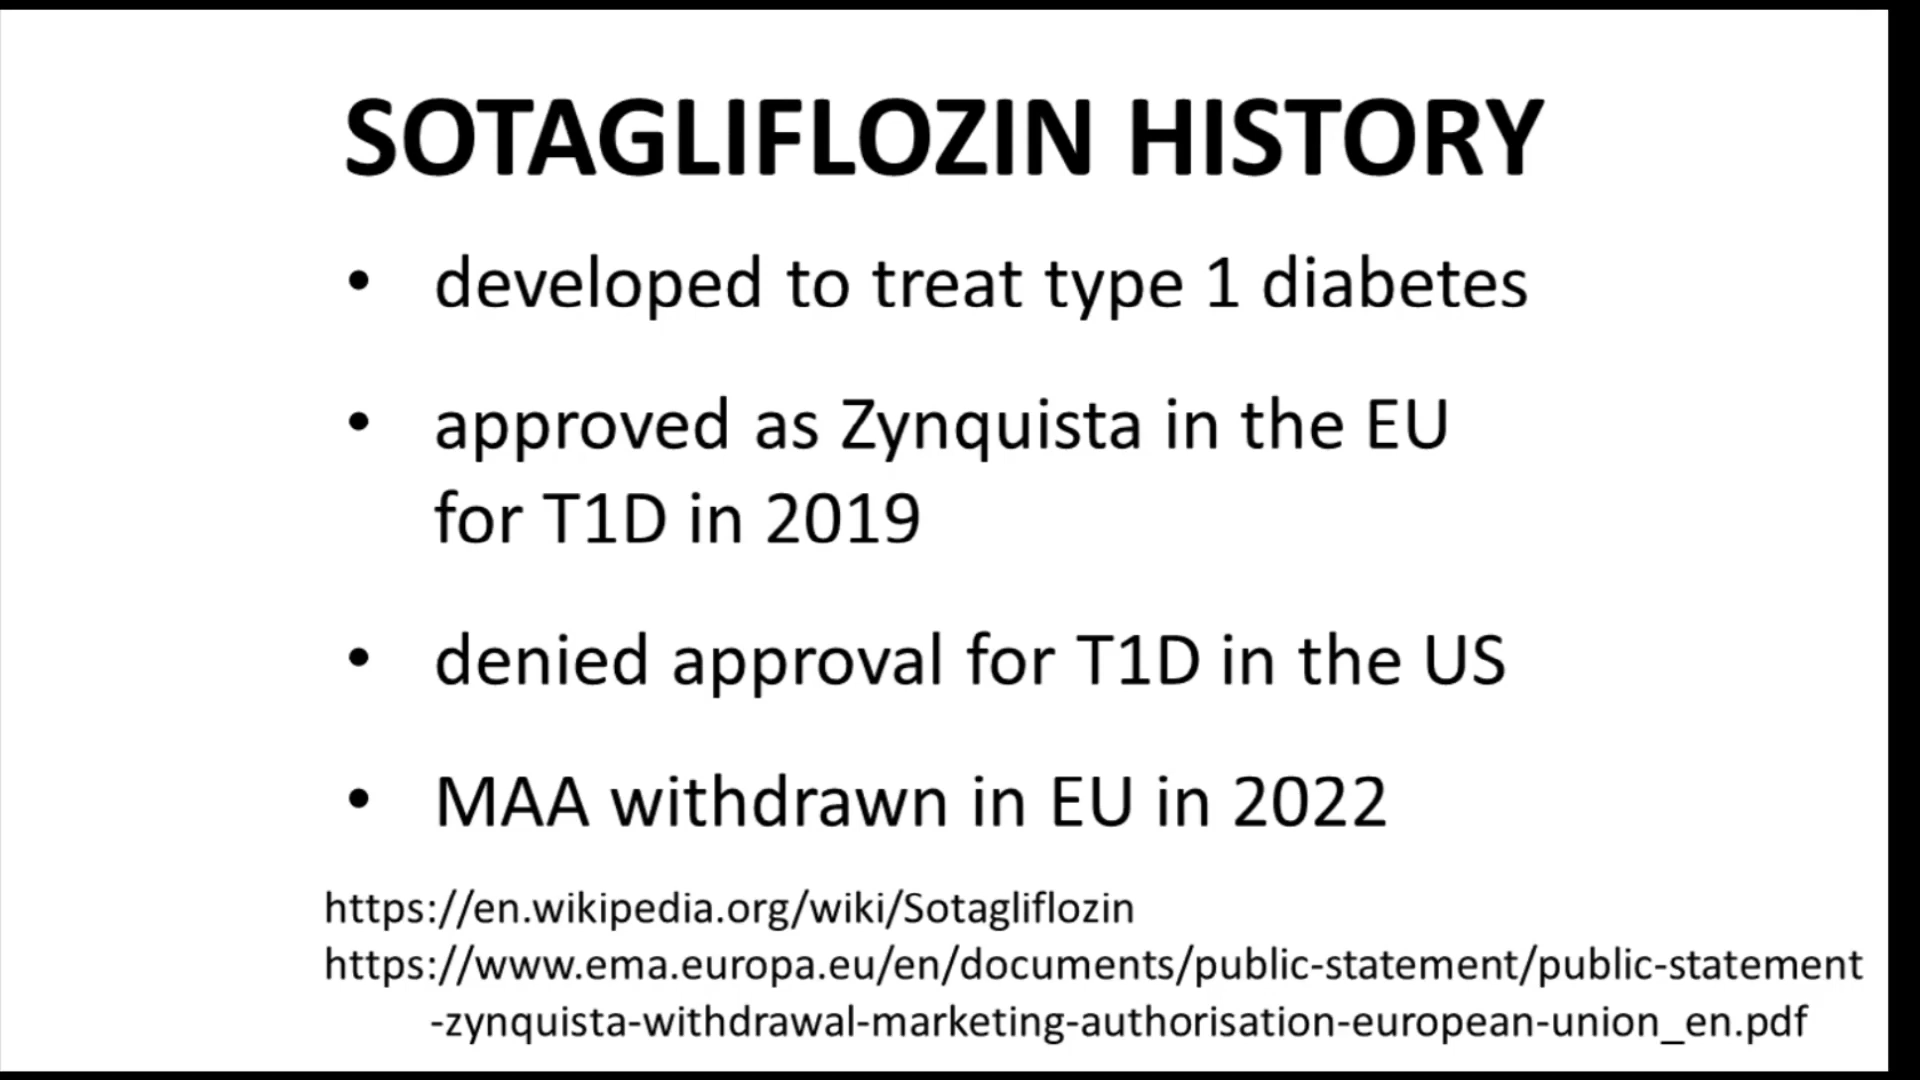 SOTAGLIFLOZIN HISTORY
• developed to treat type 1 diabetes
• approved as Zynquista in the EU
for T1D in 2019
• denied approval for T1D in the US
• MAA withdrawn in EU in 2022
https://en.wikipedia.org/wiki/Sotagliflozin
https://www.ema.europa.eu/en/documents/public-statement/public-statement
-zynquista-withdrawal-marketing-authorisation-european-union_en.pdf